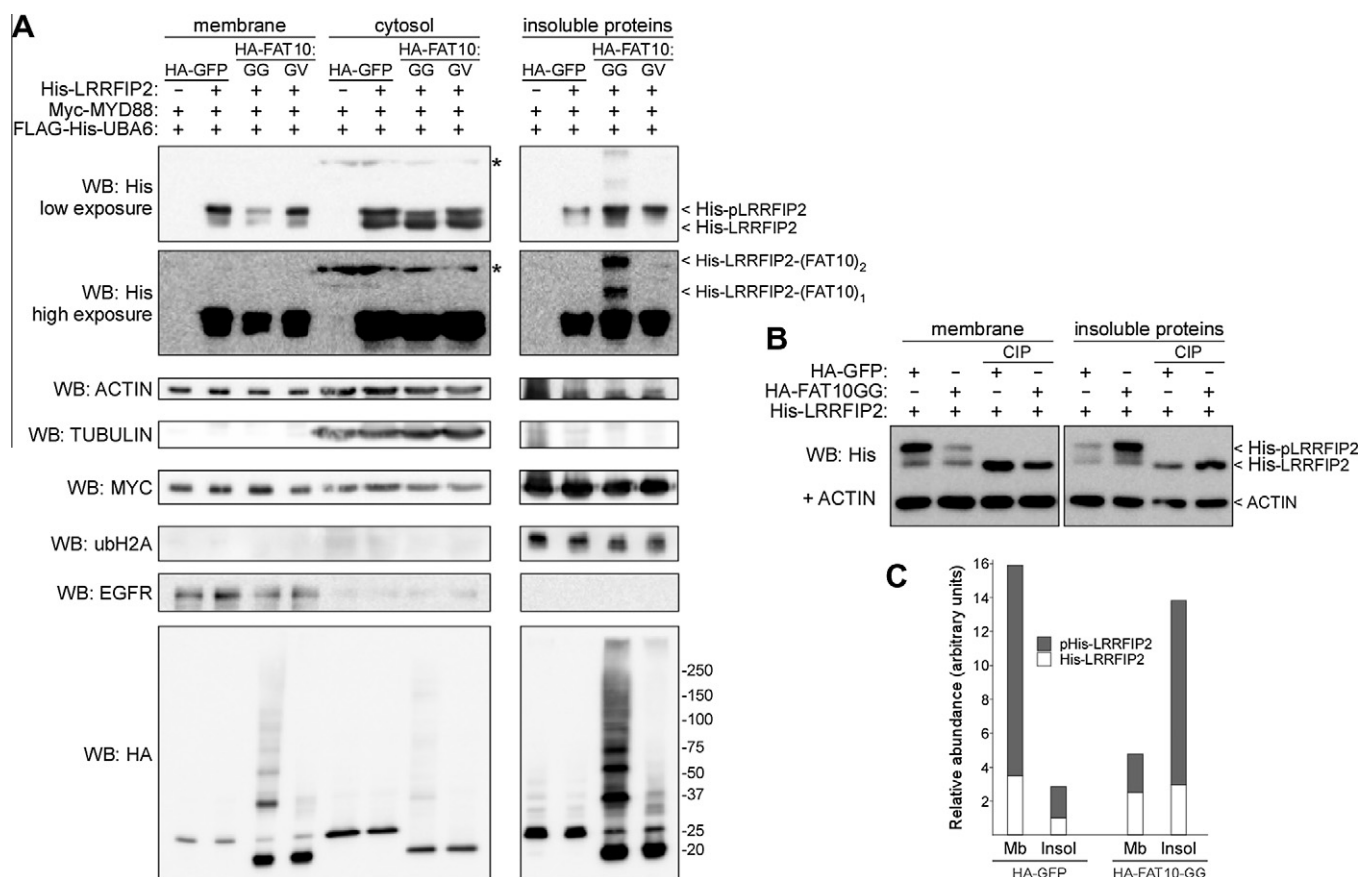 A
membrane cytosol insoluble proteins
HA-FAT10: HA-FAT10: HA-FAT10:
HA-GFP GG GV HA-GFP GG GV HA-GFP GG GV
His-LRRFIP2: – + + + – + + + – + + +
Myc-MYD88: + + + + + + + + + + + +
FLAG-His-UBA6: + + + + + + + + + + + +
WB: His
low exposure
*
< His-pLRRFIP2
< His-LRRFIP2
WB: His
high exposure
*
< His-LRRFIP2-(FAT10)2
< His-LRRFIP2-(FAT10)1
WB: ACTIN
WB: TUBULIN
WB: MYC
WB: ubH2A
WB: EGFR
WB: HA
-250
-150
-100
-75
-50
-37
-25
-20
B
membrane insoluble proteins
CIP CIP
HA-GFP: + – + – + – + –
HA-FAT10GG: – + – + – + – +
His-LRRFIP2: + + + + + + + +
WB: His
+ ACTIN
< His-pLRRFIP2
< His-LRRFIP2
< ACTIN
C
Relative abundance (arbitrary units)
16
14
12
10
8
6
4
2
pHis-LRRFIP2
His-LRRFIP2
Mb Insol Mb Insol
HA-GFP HA-FAT10-GG